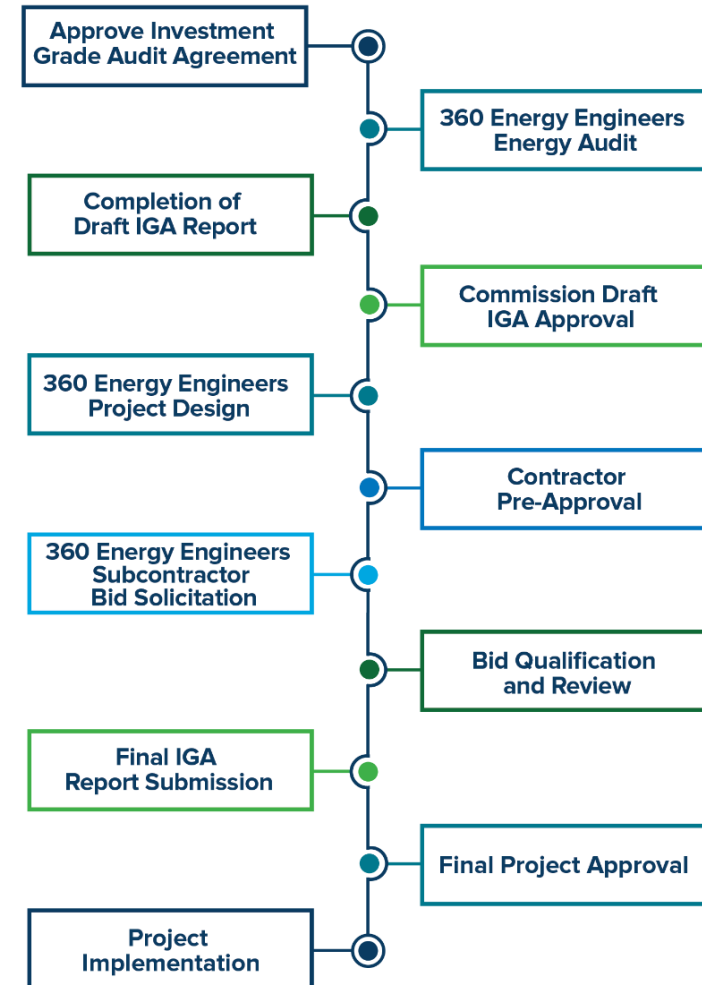 Approve Investment
Grade Audit Agreement
360 Energy Engineers
Energy Audit
Completion of
Draft IGA Report
Commission Draft
IGA Approval
360 Energy Engineers
Project Design
Contractor
Pre-Approval
360 Energy Engineers
Subcontractor
Bid Solicitation
Bid Qualification
and Review
Final IGA
Report Submission
Final Project Approval
Project
Implementation